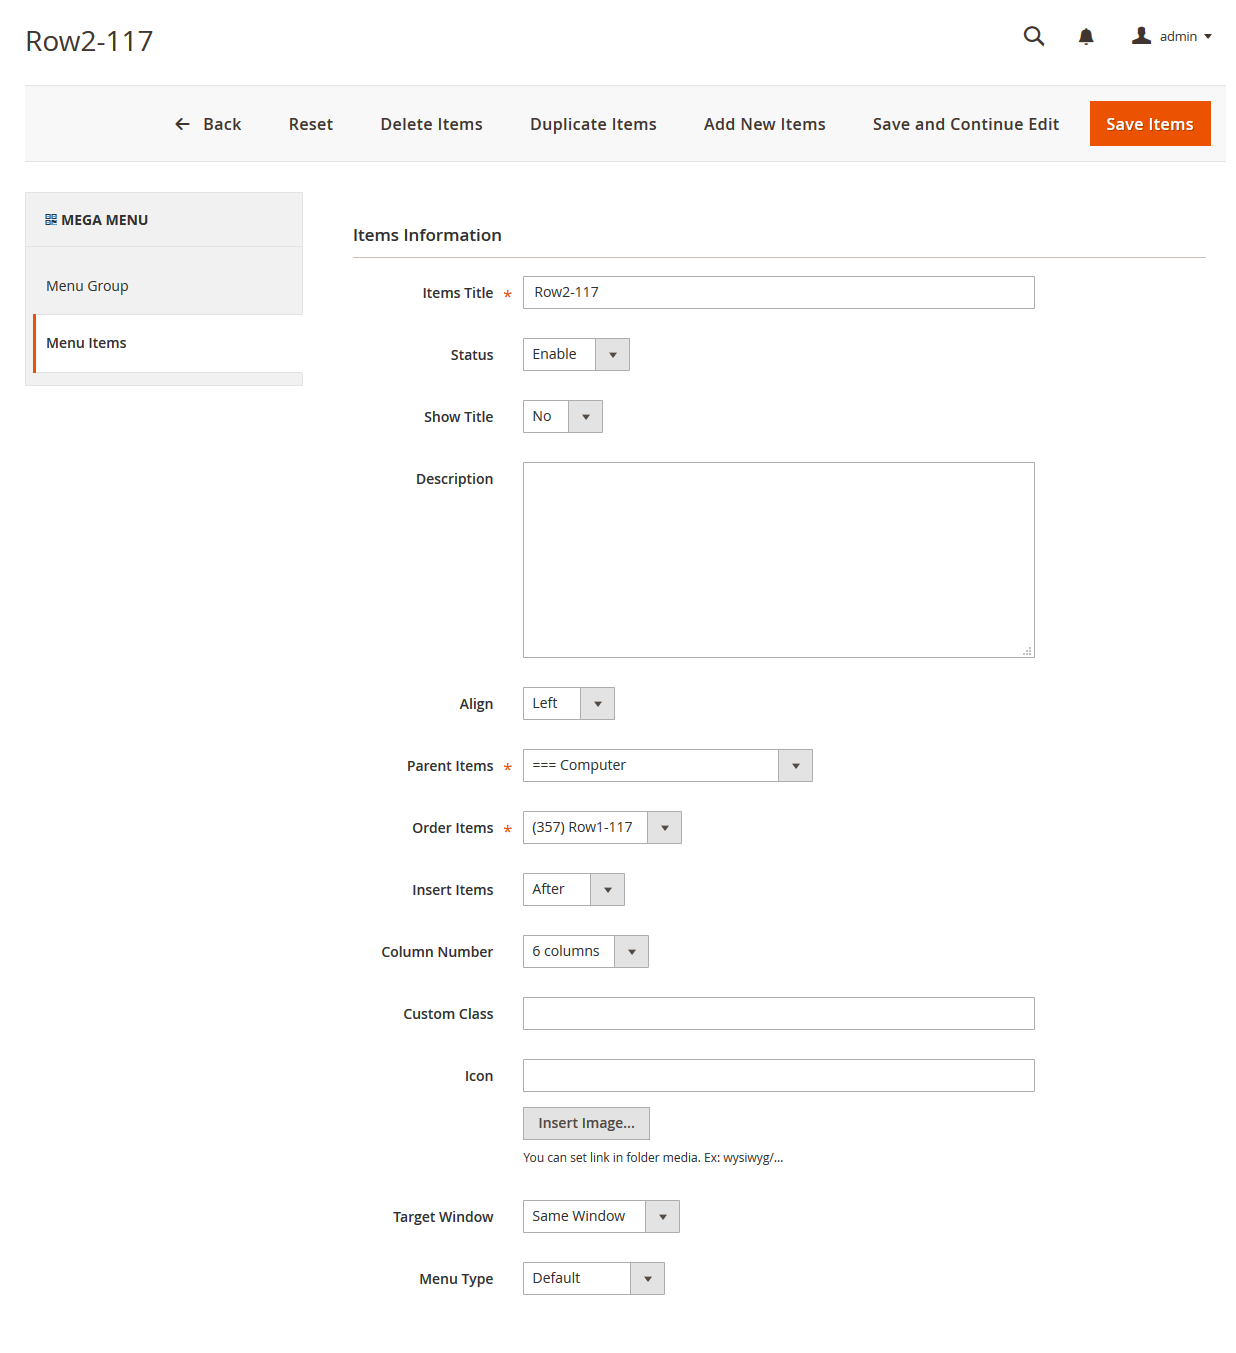 Row2-117
admin
Back
Reset
Delete Items
Duplicate Items
Add New Items
Save and Continue Edit
Save Items
MEGA MENU
Menu Group
Menu Items
Items Information
Items Title *
Row2-117
Status
Enable
Show Title
No
Description
Align
Left
Parent Items *
=== Computer
Order Items *
(357) Row1-117
Insert Items
After
Column Number
6 columns
Custom Class
Icon
Insert Image...
You can set link in folder media. Ex: wysiwyg/...
Target Window
Same Window
Menu Type
Default